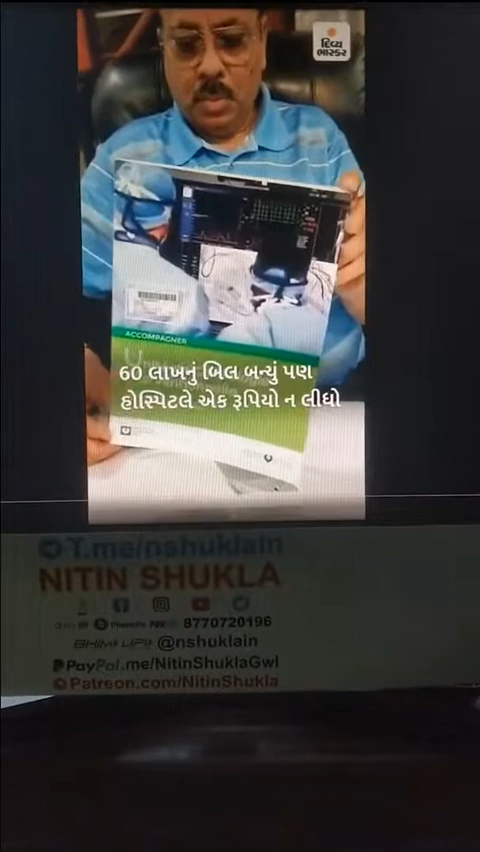 દિવ્ય
ભાસ્કર
ACCOMPAGNER
60 લાખનું બિલ બન્યું પણ
હોસ્પિટલે એક રૂપિયો ન લીધો
T.me/nshuklain
NITIN SHUKLA
8770720196
BHIM UPI @nshuklain
PayPal.me/NitinShuklaGwl
Patreon.com/NitinShukla